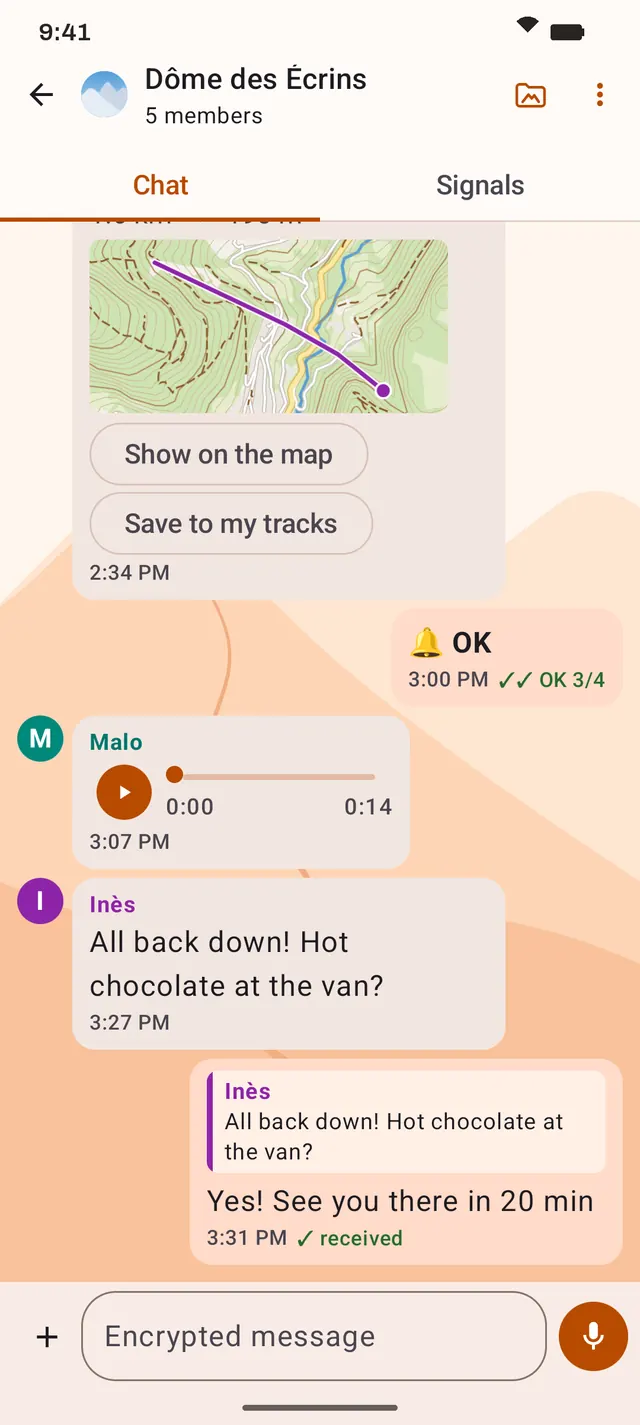 9:41
Dôme des Écrins
5 members
Chat
Signals
Show on the map
Save to my tracks
2:34 PM
🔔 OK
3:00 PM ✓✓ OK 3/4
M
Malo
0:00
0:14
3:07 PM
I
Inès
All back down! Hot
chocolate at the van?
3:27 PM
Inès
All back down! Hot chocolate at
the van?
Yes! See you there in 20 min
3:31 PM ✓ received
+
Encrypted message